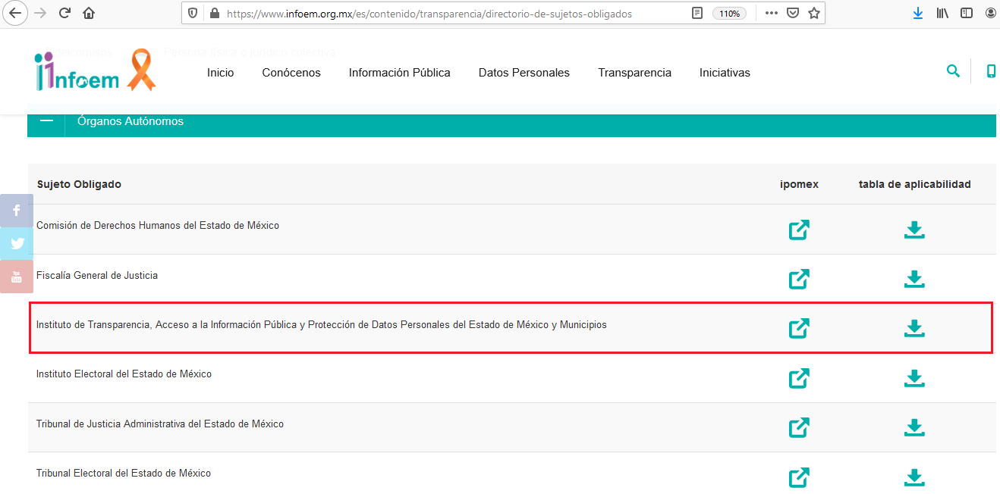 https://www.infoem.org.mx/es/contenido/transparencia/directorio-de-sujetos-obligados
110%
Persona física o jurídico colectiva
infoem
Inicio Conócenos Información Pública Datos Personales Transparencia Iniciativas
Órganos Autónomos
Sujeto Obligado ipomex tabla de aplicabilidad
Comisión de Derechos Humanos del Estado de México
Fiscalía General de Justicia
Instituto de Transparencia, Acceso a la Información Pública y Protección de Datos Personales del Estado de México y Municipios
Instituto Electoral del Estado de México
Tribunal de Justicia Administrativa del Estado de México
Tribunal Electoral del Estado de México